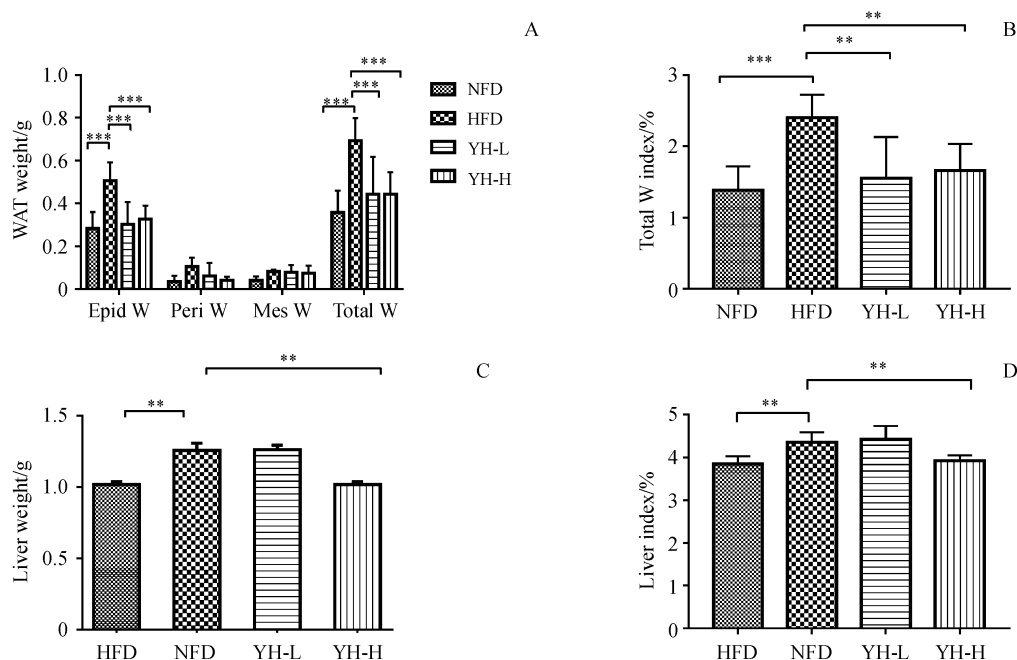 A
WAT weight/g
1.0
0.8
0.6
0.4
0.2
0
***
***
***
***
***
***
Epid W
Peri W
Mes W
Total W
NFD
HFD
YH-L
YH-H
B
Total W index/%
3
2
1
0
***
**
**
NFD
HFD
YH-L
YH-H
C
Liver weight/g
1.5
1.0
0.5
0
**
**
HFD
NFD
YH-L
YH-H
D
Liver index/%
5
4
3
2
1
0
**
**
HFD
NFD
YH-L
YH-H